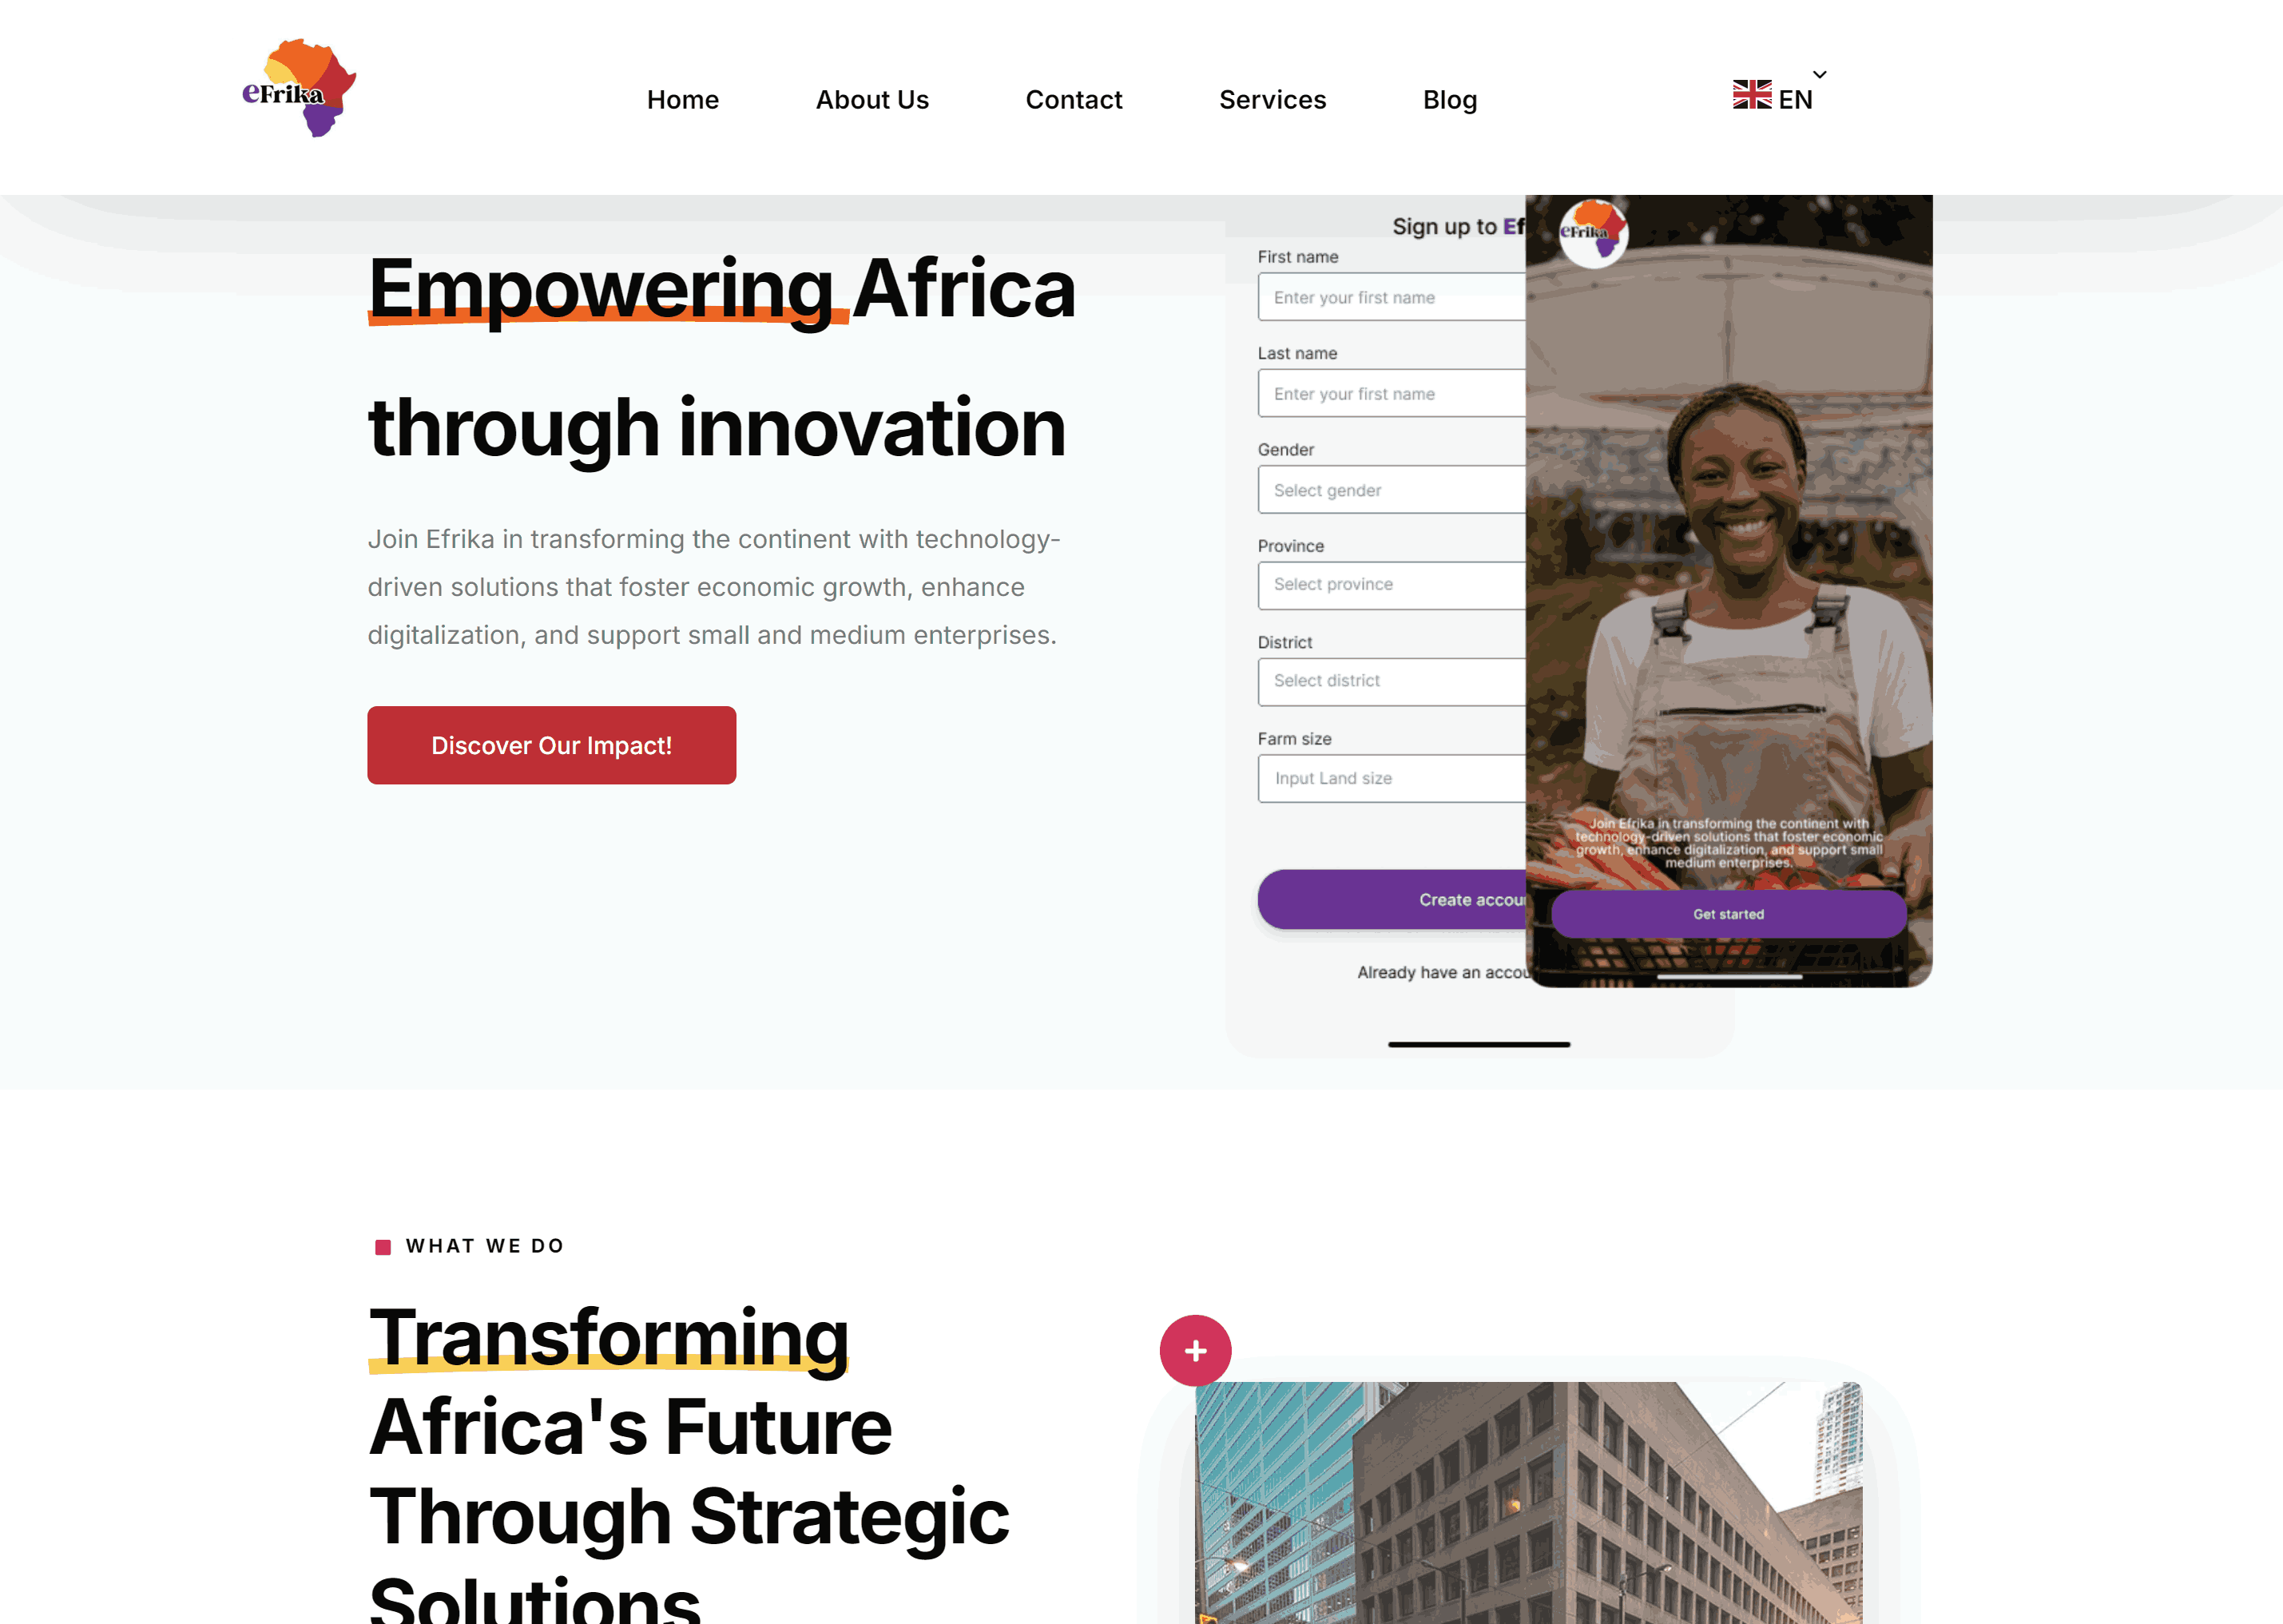 eFrika
Home
About Us
Contact
Services
Blog
EN
Empowering Africa
through innovation
Join Efrika in transforming the continent with technology-
driven solutions that foster economic growth, enhance
digitalization, and support small and medium enterprises.
Discover Our Impact!
Sign up to Ef
First name
Enter your first name
Last name
Enter your first name
Gender
Select gender
Province
Select province
District
Select district
Farm size
Input Land size
Create accou
Already have an accou
eFrika
Join Efrika in transforming the continent with
technology-driven solutions that foster economic
growth, enhance digitalization, and support small
medium enterprises.
Get started
WHAT WE DO
Transforming
Africa's Future
Through Strategic
Solutions